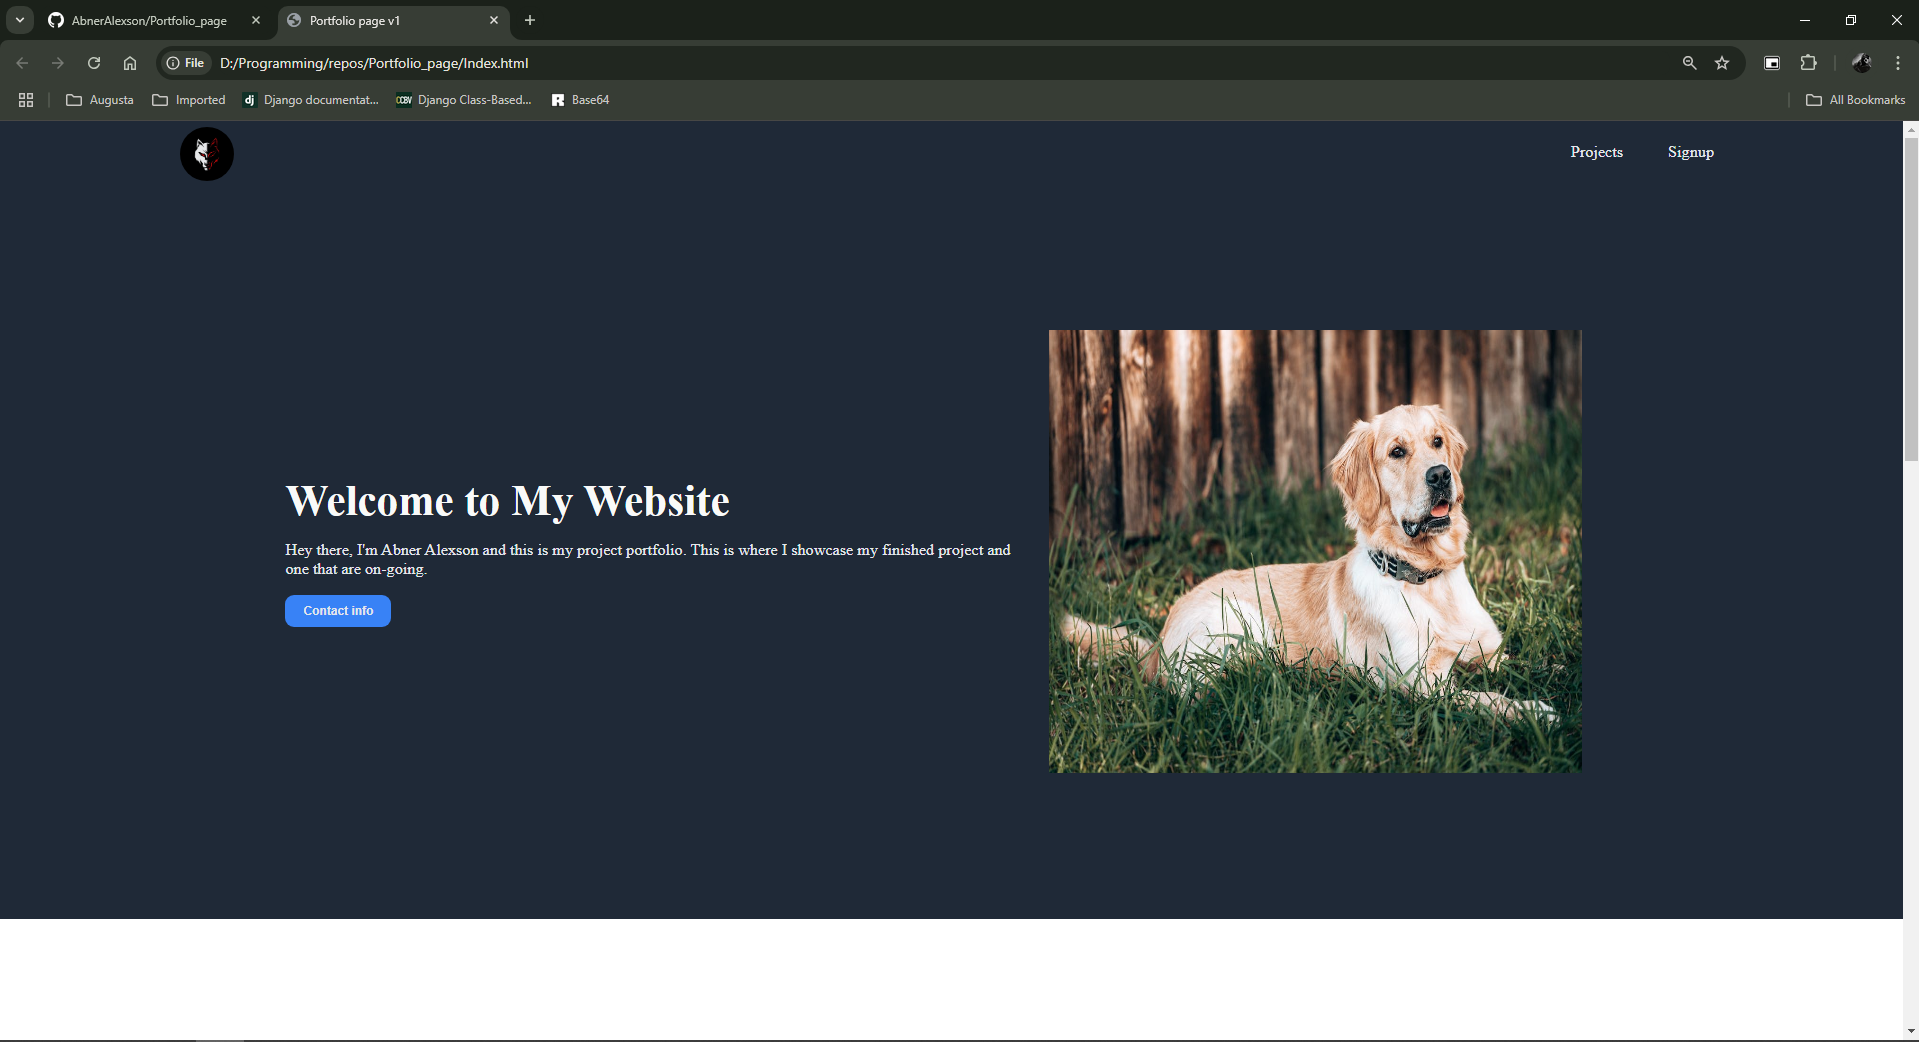 AbnerAlexson/Portfolio_page
Portfolio page v1
File D:/Programming/repos/Portfolio_page/Index.html
Augusta Imported dj Django documentat... CCBV Django Class-Based... R Base64 All Bookmarks
Projects Signup
Welcome to My Website
Hey there, I'm Abner Alexson and this is my project portfolio. This is where I showcase my finished project and
one that are on-going.
Contact info